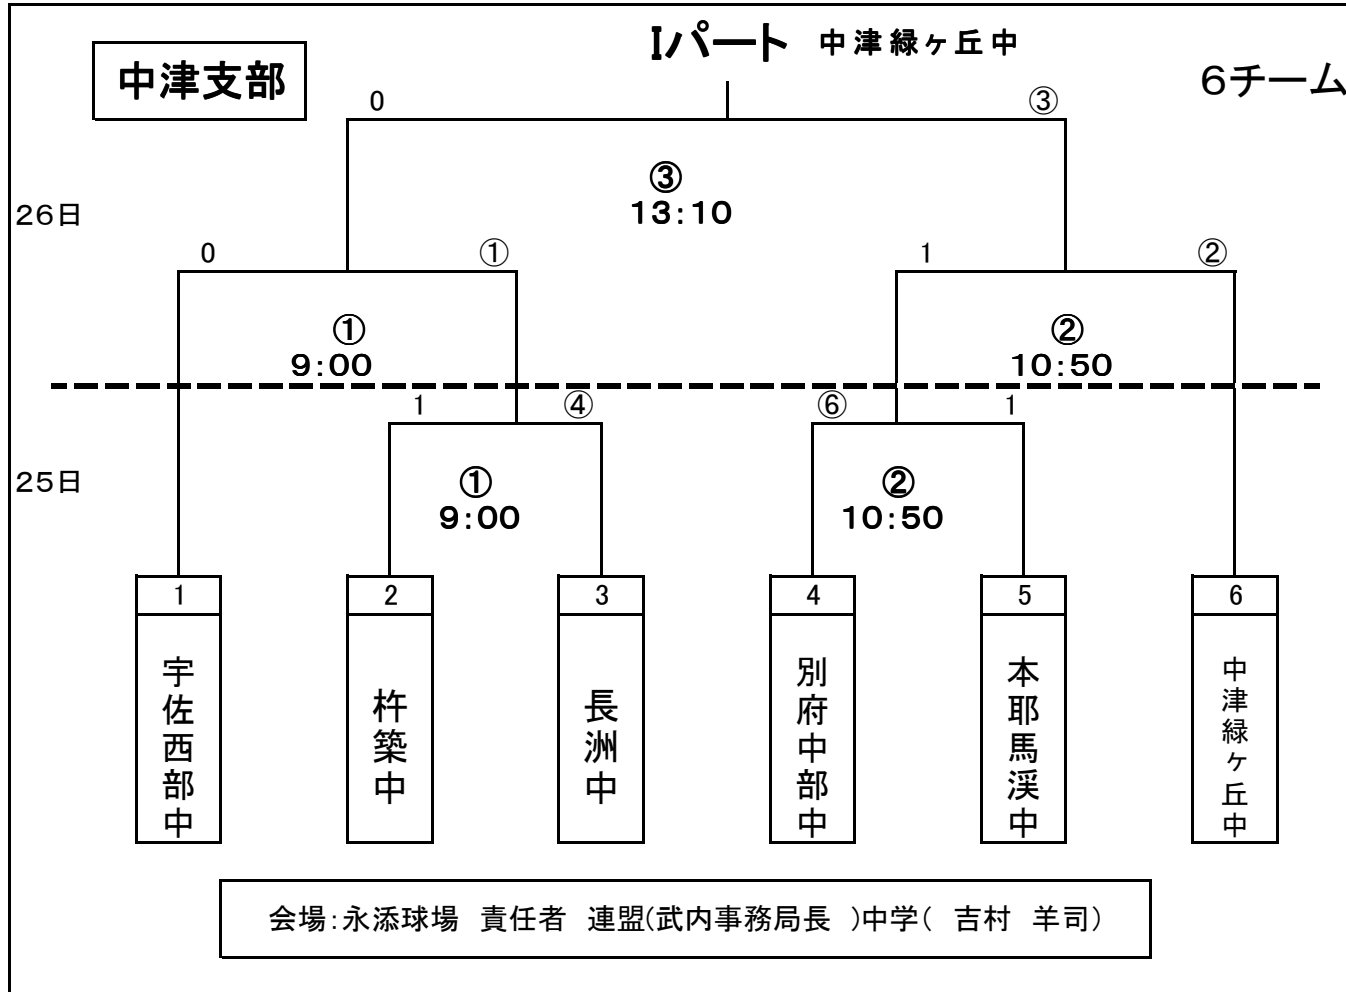 Iパート 中津緑ヶ丘中
中津支部
6チーム
0 ③
③
13:10
26日
0 ① 1 ②
① ②
9:00 10:50
1 ④ ⑥ 1
25日
① ②
9:00 10:50
1 2 3 4 5 6
宇佐西部中
杵築中
長洲中
別府中部中
本耶馬渓中
中津緑ヶ丘中
会場:永添球場 責任者 連盟(武内事務局長 )中学( 吉村 羊司)